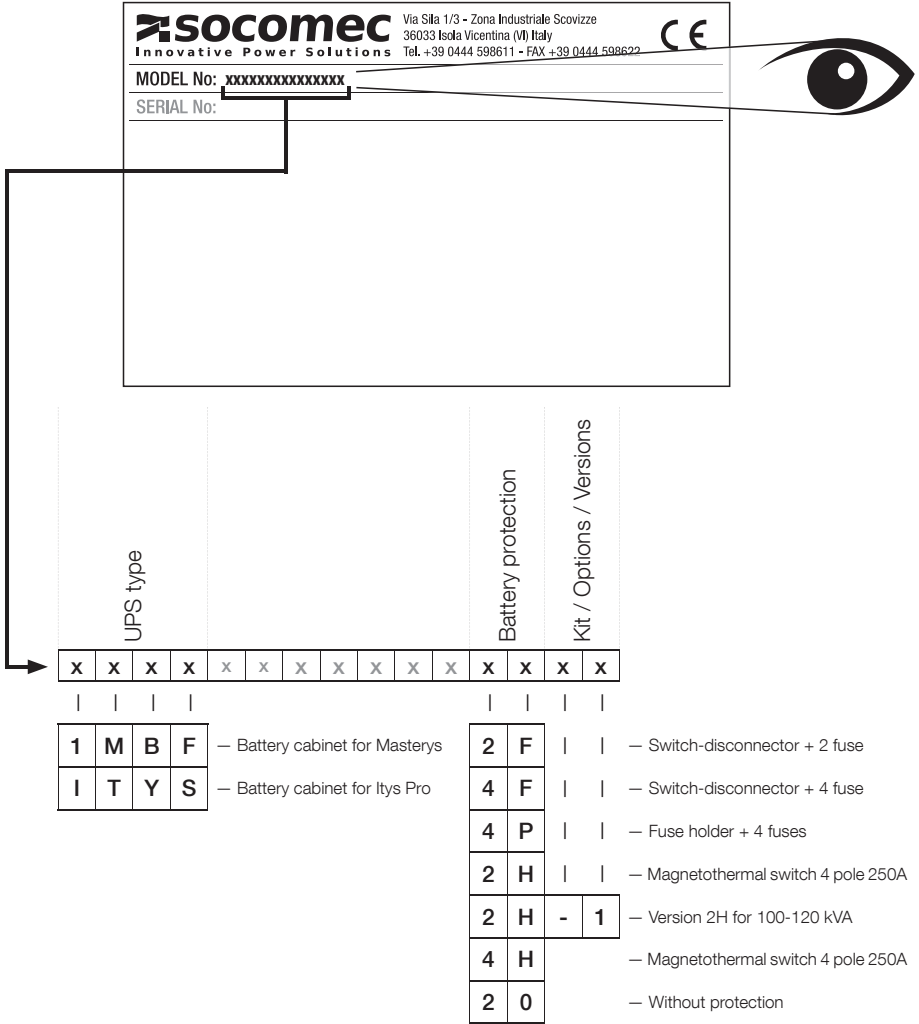 socomec
Innovative Power Solutions
Via Sila 1/3 - Zona Industriale Scovizze
36033 Isola Vicentina (VI) Italy
Tel. +39 0444 598611 - FAX +39 0444 598622
CE
MODEL No: xxxxxxxxxxxxxxx
SERIAL No:
UPS type
Battery protection
Kit / Options / Versions
x x x x x x x x x x x x x x x
1 M B F — Battery cabinet for Masterys
2 F — Switch-disconnector + 2 fuse
I T Y S — Battery cabinet for Itys Pro
4 F — Switch-disconnector + 4 fuse
4 P — Fuse holder + 4 fuses
2 H — Magnetothermal switch 4 pole 250A
2 H - 1 — Version 2H for 100-120 kVA
4 H — Magnetothermal switch 4 pole 250A
2 0 — Without protection